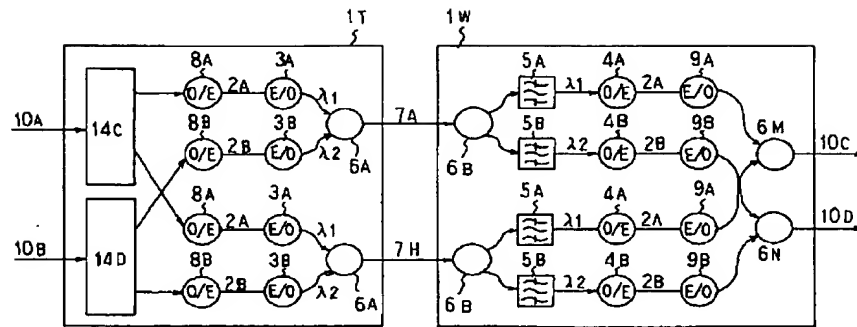 1T 1W
8A 3A 5A 4A 9A
O/E 2A E/O λ1 λ1 O/E 2A E/O
10A 14C 8B 3B 7A 5B 4B 9B 6M
O/E 2B E/O λ2 6A 6B λ2 O/E 2B E/O 10C
8A 3A 5A 4A 9A
O/E 2A E/O λ1 λ1 O/E 2A E/O 10D
10B 14D 8B 3B 7H 5B 4B 9B 6N
O/E 2B E/O λ2 6A 6B λ2 O/E 2B E/O